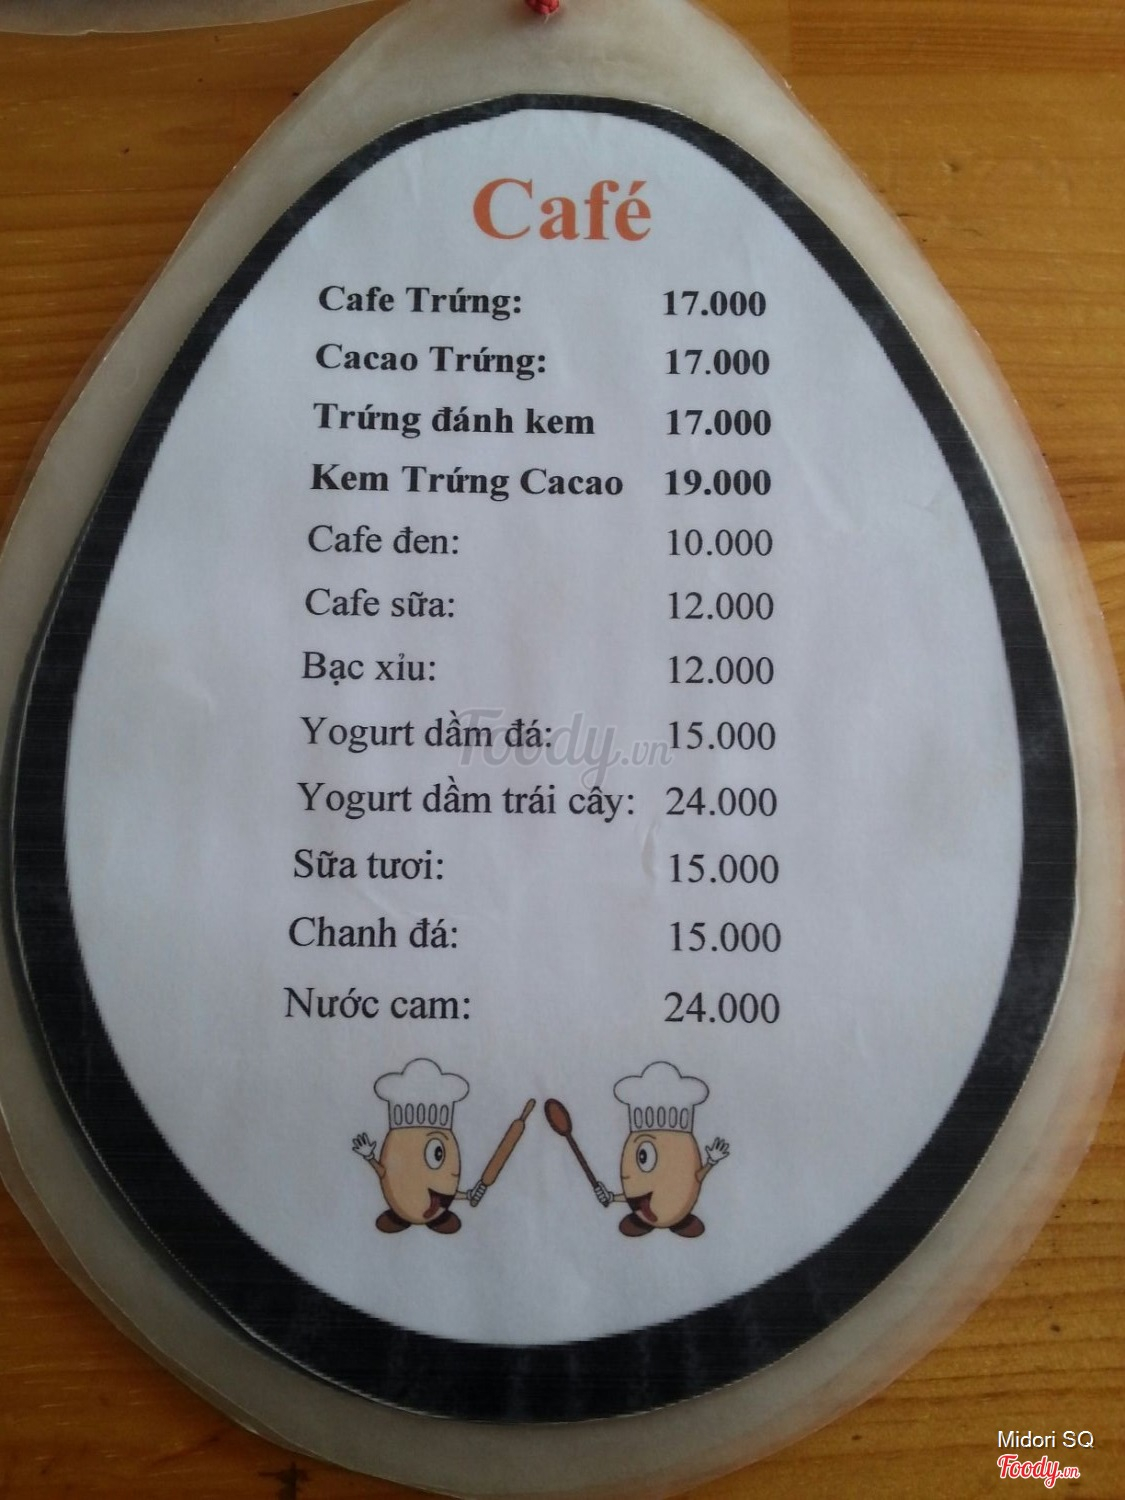 Café
Cafe Trứng: 17.000
Cacao Trứng: 17.000
Trứng đánh kem 17.000
Kem Trứng Cacao 19.000
Cafe đen: 10.000
Cafe sữa: 12.000
Bạc xỉu: 12.000
Yogurt dầm đá: 15.000
Foody.vn
Yogurt dầm trái cây: 24.000
Sữa tươi: 15.000
Chanh đá: 15.000
Nước cam: 24.000
Midori SQ
Foody.vn